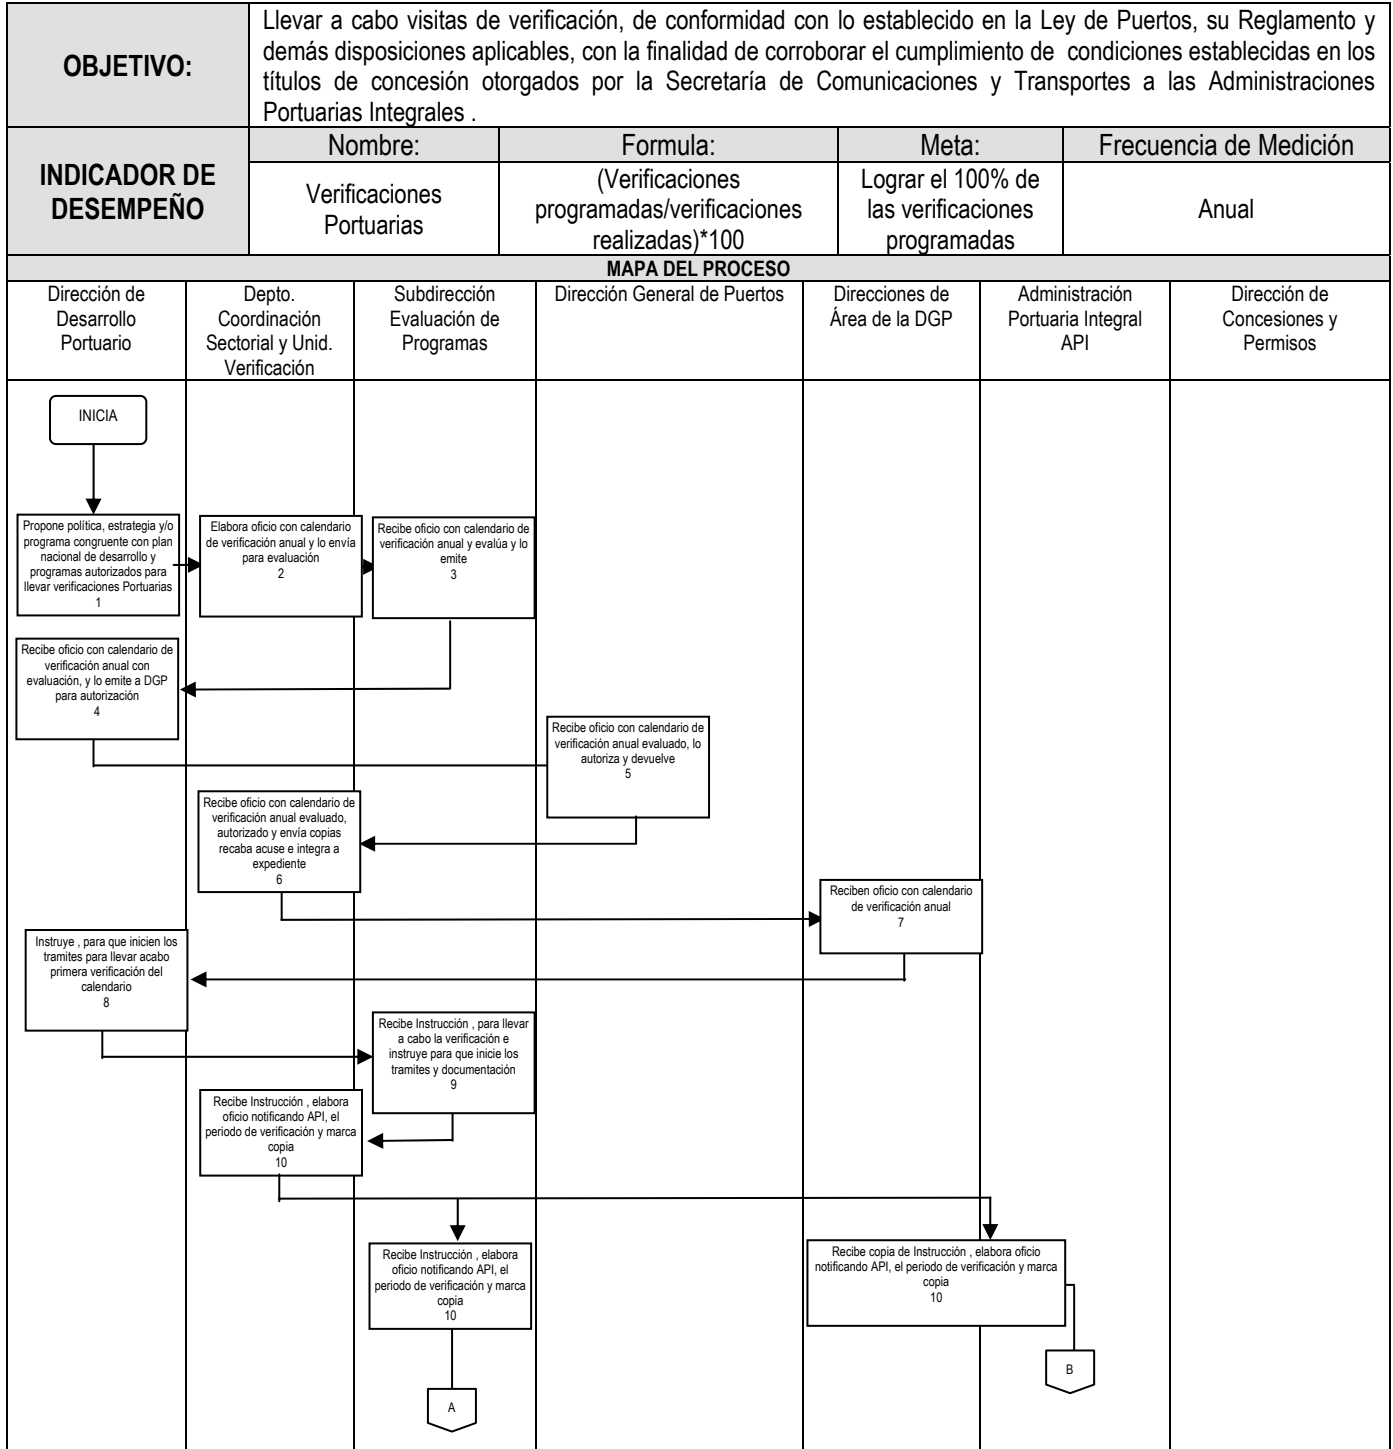 OBJETIVO:
Llevar a cabo visitas de verificación, de conformidad con lo establecido en la Ley de Puertos, su Reglamento y
demás disposiciones aplicables, con la finalidad de corroborar el cumplimiento de condiciones establecidas en los
títulos de concesión otorgados por la Secretaría de Comunicaciones y Transportes a las Administraciones
Portuarias Integrales .
INDICADOR DE
DESEMPEÑO
Nombre:
Formula:
Meta:
Frecuencia de Medición
Verificaciones
Portuarias
(Verificaciones
programadas/verificaciones
realizadas)*100
Lograr el 100% de
las verificaciones
programadas
Anual
MAPA DEL PROCESO
Dirección de
Desarrollo
Portuario
Depto.
Coordinación
Sectorial y Unid.
Verificación
Subdirección
Evaluación de
Programas
Dirección General de Puertos
Direcciones de
Área de la DGP
Administración
Portuaria Integral
API
Dirección de
Concesiones y
Permisos
INICIA
Propone política, estrategia y/o
programa congruente con plan
nacional de desarrollo y
programas autorizados para
llevar verificaciones Portuarias
1
Elabora oficio con calendario
de verificación anual y lo envía
para evaluación
2
Recibe oficio con calendario de
verificación anual y evalúa y lo
emite
3
Recibe oficio con calendario de
verificación anual con
evaluación, y lo emite a DGP
para autorización
4
Recibe oficio con calendario de
verificación anual evaluado, lo
autoriza y devuelve
5
Recibe oficio con calendario de
verificación anual evaluado,
autorizado y envía copias
recaba acuse e integra a
expediente
6
Reciben oficio con calendario
de verificación anual
7
Instruye , para que inicien los
tramites para llevar acabo
primera verificación del
calendario
8
Recibe Instrucción , para llevar
a cabo la verificación e
instruye para que inicie los
tramites y documentación
9
Recibe Instrucción , elabora
oficio notificando API, el
periodo de verificación y marca
copia
10
Recibe Instrucción , elabora
oficio notificando API, el
periodo de verificación y marca
copia
10
Recibe copia de Instrucción , elabora oficio
notificando API, el periodo de verificación y marca
copia
10
A
B